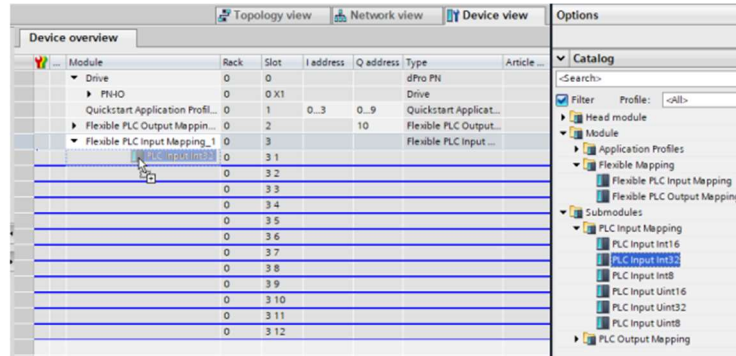 Topology view Network view Device view Options
Device overview
... Module Rack Slot I address Q address Type Article ...
Drive 0 0 dPro PN
PN-IO 0 0 X1 Drive
Quickstart Application Profil... 0 1 0...3 0...9 Quickstart Applicat...
Flexible PLC Output Mappin... 0 2 10 Flexible PLC Output...
Flexible PLC Input Mapping_1 0 3 Flexible PLC Input ...
PLC Input Int32 0 3 1
0 3 2
0 3 3
0 3 4
0 3 5
0 3 6
0 3 7
0 3 8
0 3 9
0 3 10
0 3 11
0 3 12
Catalog
<Search>
Filter Profile: <All>
Head module
Module
Application Profiles
Flexible Mapping
Flexible PLC Input Mapping
Flexible PLC Output Mapping
Submodules
PLC Input Mapping
PLC Input Int16
PLC Input Int32
PLC Input Int8
PLC Input Uint16
PLC Input Uint32
PLC Input Uint8
PLC Output Mapping